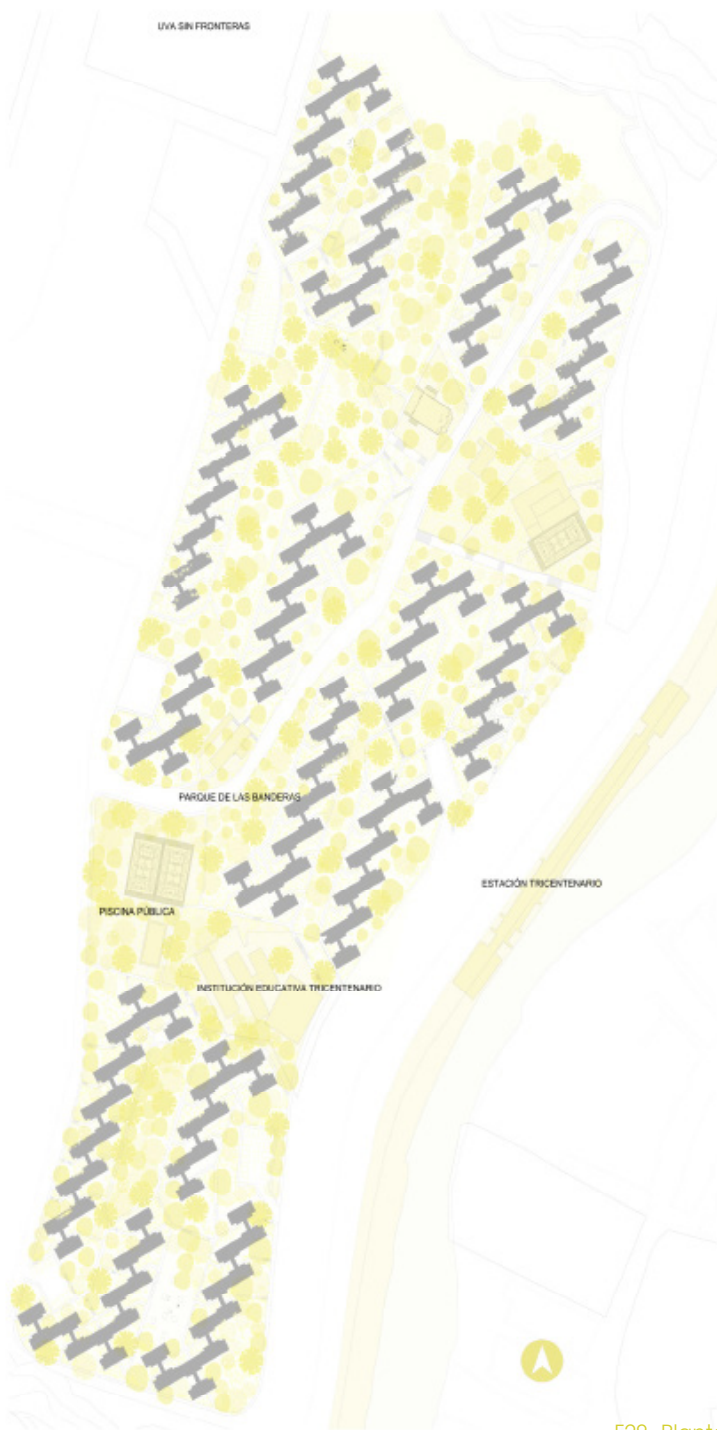 UVA SIN FRONTERAS
PARQUE DE LAS BANDERAS
ESTACIÓN TRICENTENARIO
PISCINA PÚBLICA
INSTITUCIÓN EDUCATIVA TRICENTENARIO